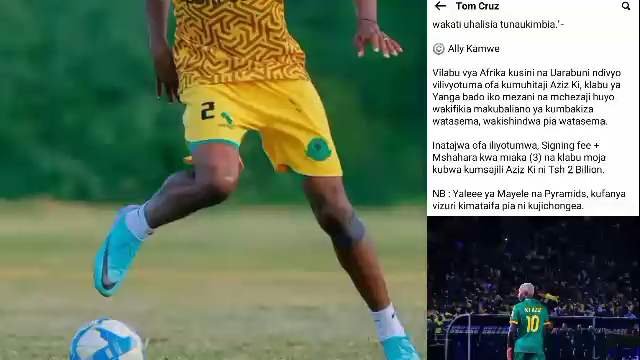 Tom Cruz
wakati uhalisia tunaukimbia.'-
© Ally Kamwe
Vilabu vya Afrika kusini na Uarabuni ndivyo
vilivyotuma ofa kumuhitaji Aziz Ki, klabu ya
Yanga bado iko mezani na mchezaji huyo
wakifikia makubaliano ya kumbakiza
watasema, wakishindwa pia watasema.
Inatajwa ofa iliyotumwa, Signing fee +
Mshahara kwa miaka (3) na klabu moja
kubwa kumsajili Aziz Ki ni Tsh 2 Billion.
NB : Yaleee ya Mayele na Pyramids, kufanya
vizuri kimataifa pia ni kujichongea.
2
KI AZIZ
10